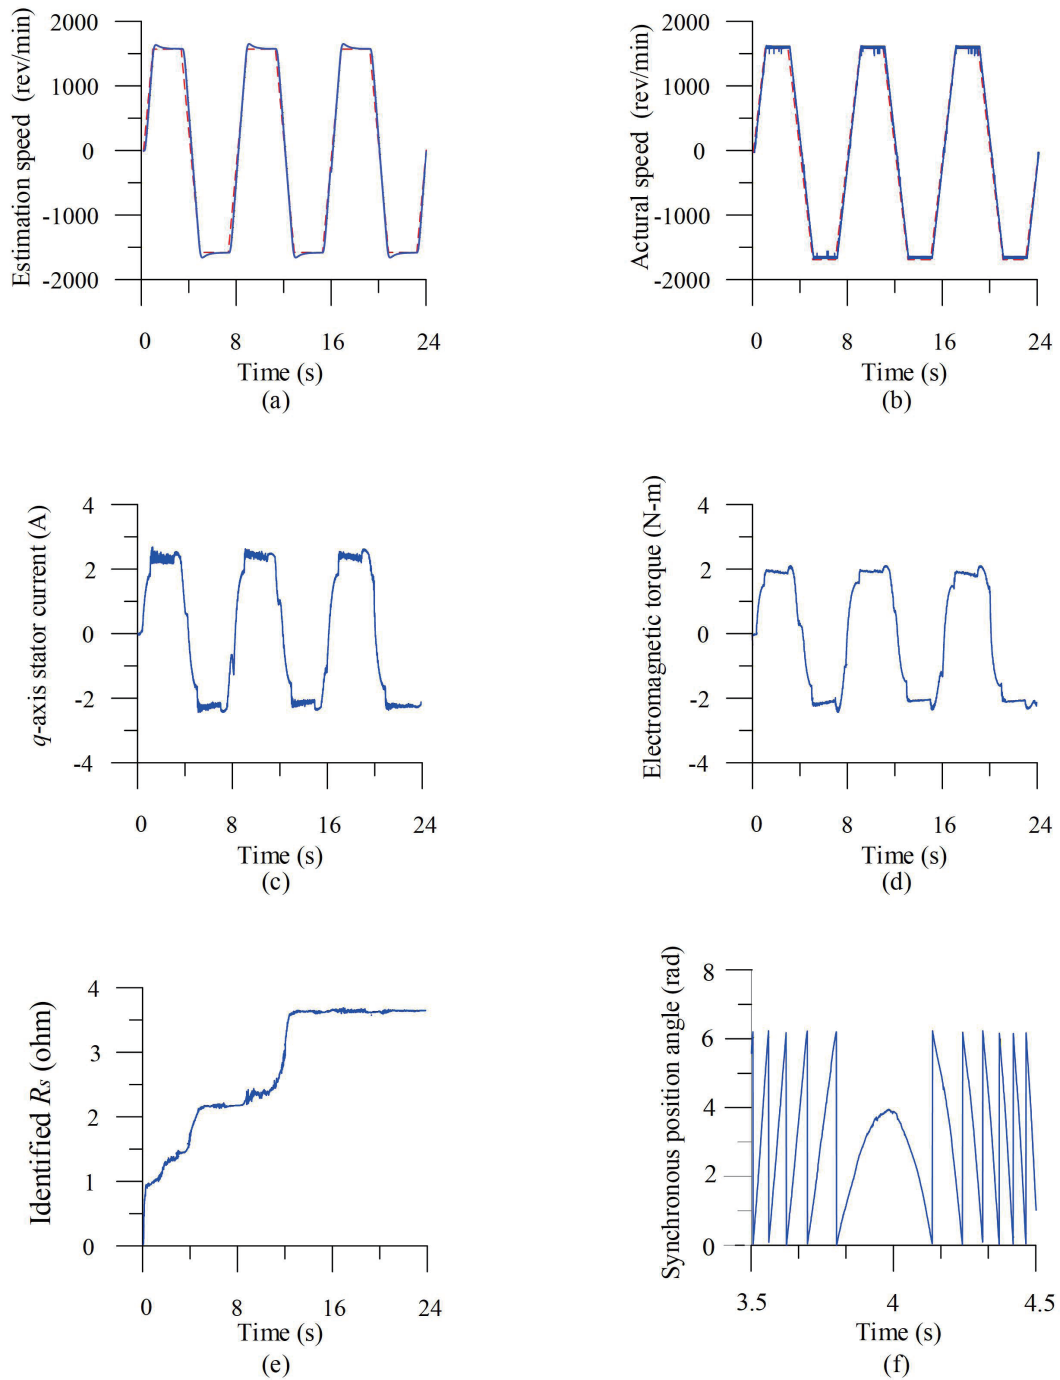 Estimation speed (rev/min)
2000
1000
0
-1000
-2000
0 8 16 24
Time (s)
(a)
Actural speed (rev/min)
2000
1000
0
-1000
-2000
0 8 16 24
Time (s)
(b)
q-axis stator current (A)
4
2
0
-2
-4
0 8 16 24
Time (s)
(c)
Electromagnetic torque (N-m)
4
2
0
-2
-4
0 8 16 24
Time (s)
(d)
Identified Rs (ohm)
4
3
2
1
0
0 8 16 24
Time (s)
(e)
Synchronous position angle (rad)
8
6
4
2
0
3.5 4 4.5
Time (s)
(f)